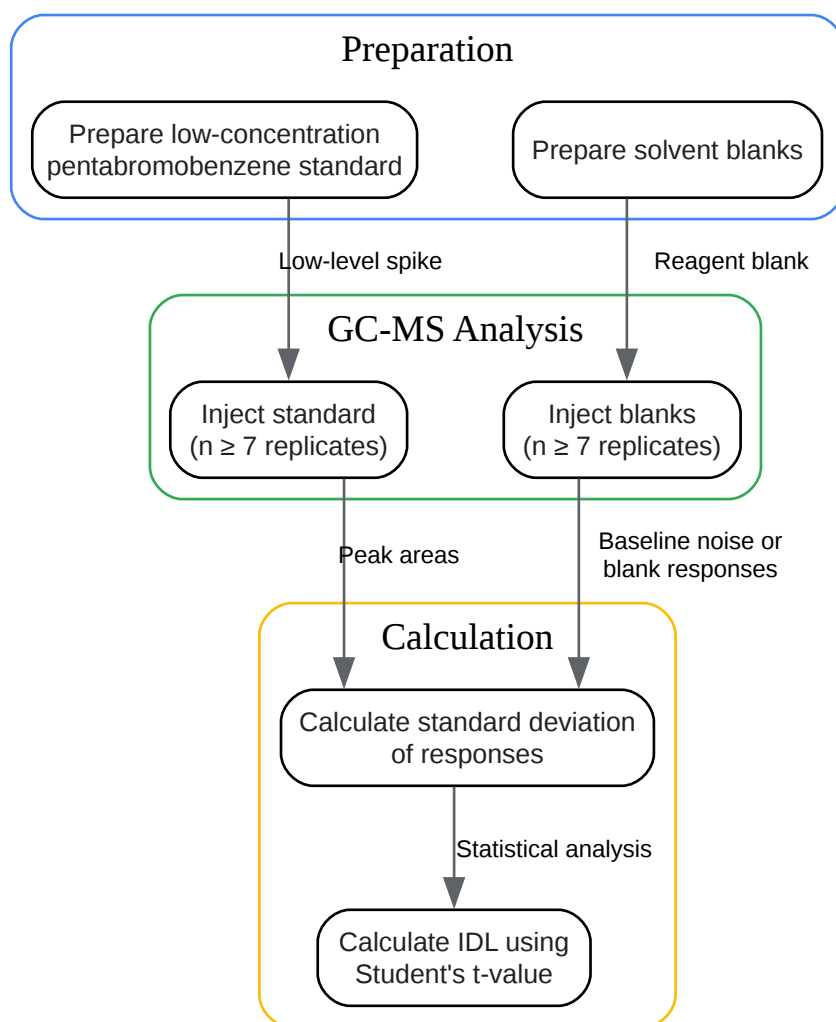 Preparation
Prepare low-concentration
pentabromobenzene standard
Prepare solvent blanks
Low-level spike
Reagent blank
GC-MS Analysis
Inject standard
(n ≥ 7 replicates)
Inject blanks
(n ≥ 7 replicates)
Peak areas
Baseline noise or
blank responses
Calculation
Calculate standard deviation
of responses
Statistical analysis
Calculate IDL using
Student's t-value